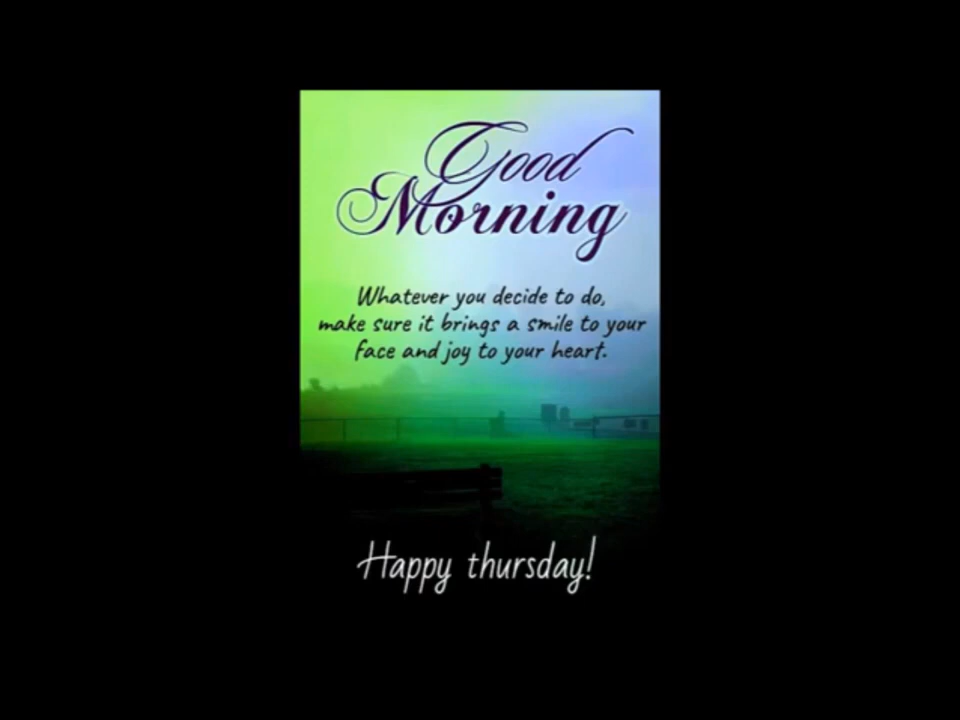 Good
Morning
Whatever you decide to do,
make sure it brings a smile to your
face and joy to your heart.
Happy thursday!